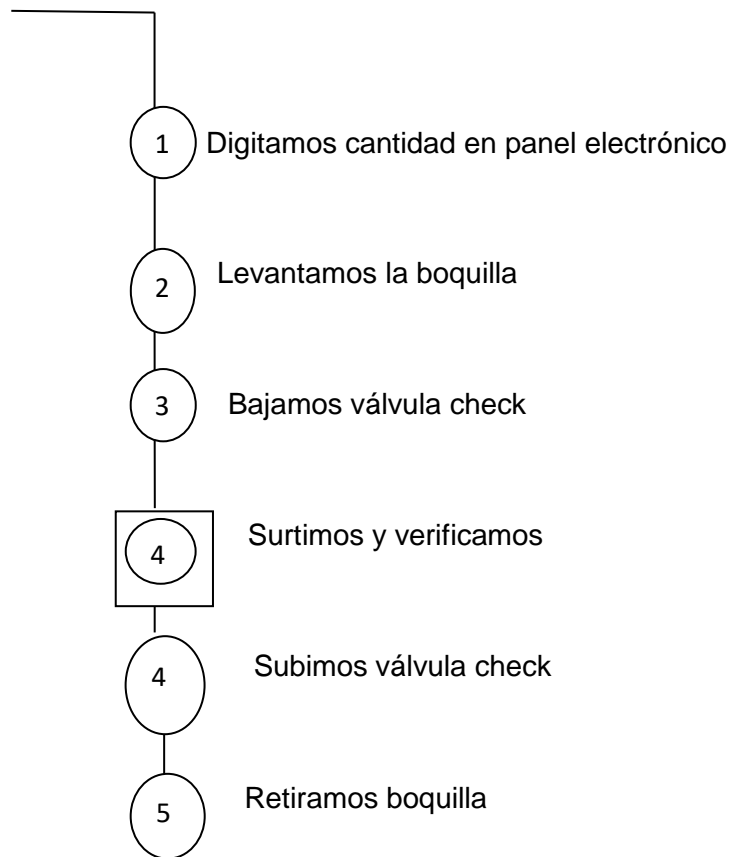 1 Digitamos cantidad en panel electrónico
2 Levantamos la boquilla
3 Bajamos válvula check
4 Surtimos y verificamos
4 Subimos válvula check
5 Retiramos boquilla